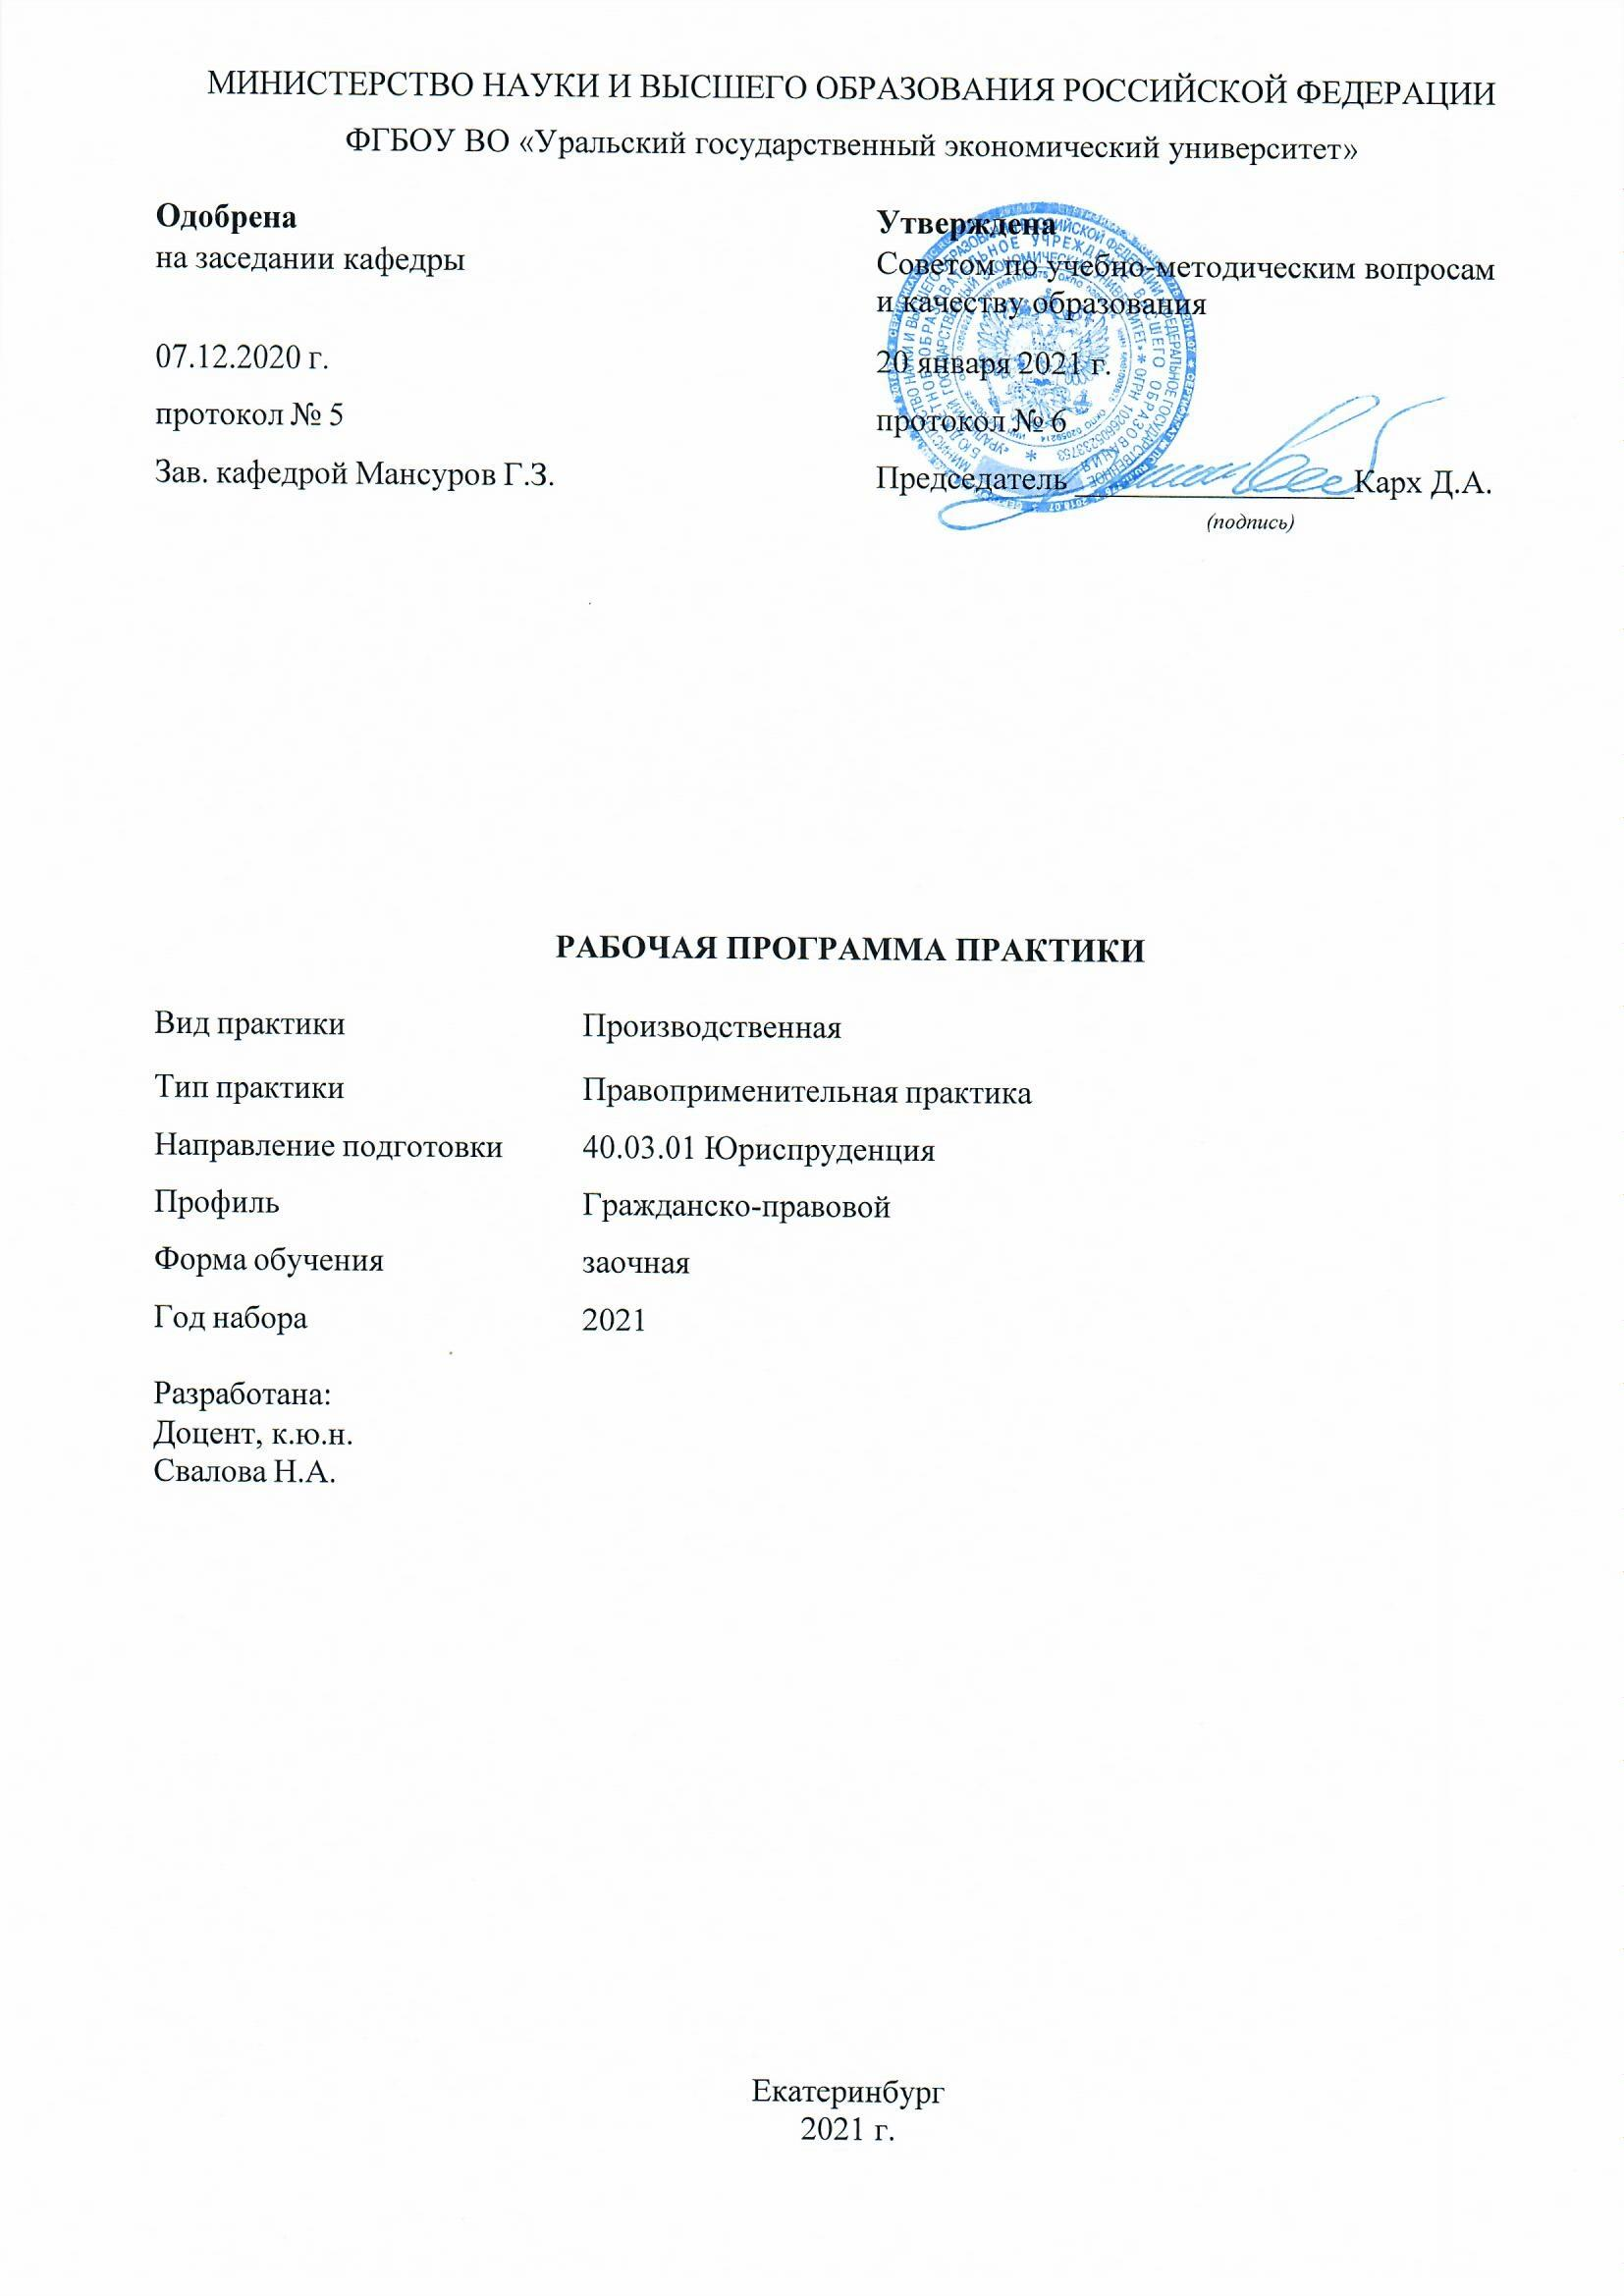 МИНИСТЕРСТВО НАУКИ И ВЫСШЕГО ОБРАЗОВАНИЯ РОССИЙСКОЙ ФЕДЕРАЦИИ
ФГБОУ ВО «Уральский государственный экономический университет»
Одобрена
на заседании кафедры
07.12.2020 г.
протокол № 5
Зав. кафедрой Мансуров Г.З.
Утверждена
Советом по учебно-методическим вопросам
и качеству образования
20 января 2021 г.
протокол № 6
Председатель Карх Д.А.
(подпись)
РАБОЧАЯ ПРОГРАММА ПРАКТИКИ
Вид практики Производственная
Тип практики Правоприменительная практика
Направление подготовки 40.03.01 Юриспруденция
Профиль Гражданско-правовой
Форма обучения заочная
Год набора 2021
Разработана:
Доцент, к.ю.н.
Свалова Н.А.
Екатеринбург
2021 г.